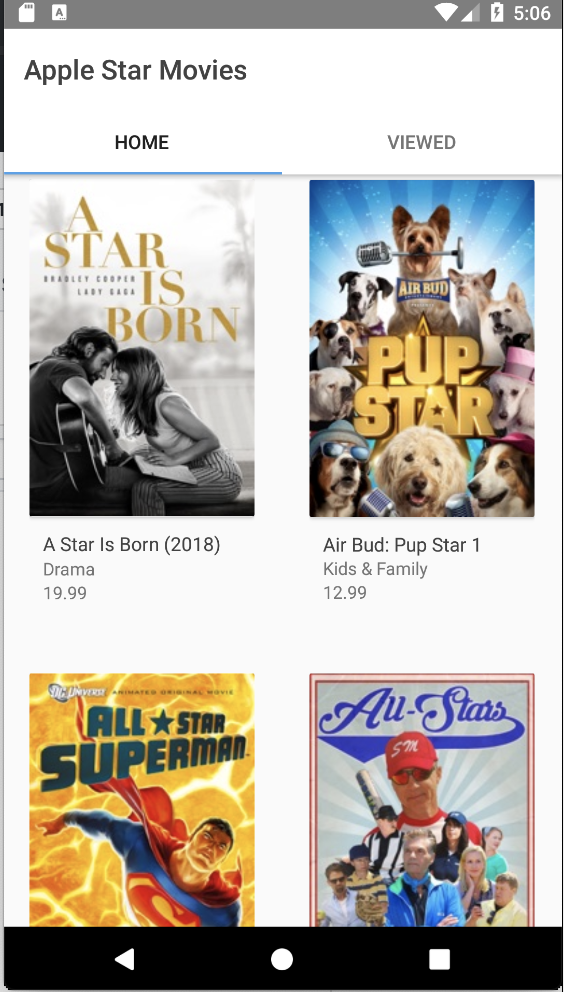 5:06
Apple Star Movies
HOME
VIEWED
A
STAR
BRADLEY COOPER
LADY GAGA
IS
BORN
AIR BUD
PUP
STAR
A Star Is Born (2018)
Drama
19.99
Air Bud: Pup Star 1
Kids & Family
12.99
DC UNIVERSE ANIMATED ORIGINAL MOVIE
ALL STAR
SUPERMAN
All-Stars
SM